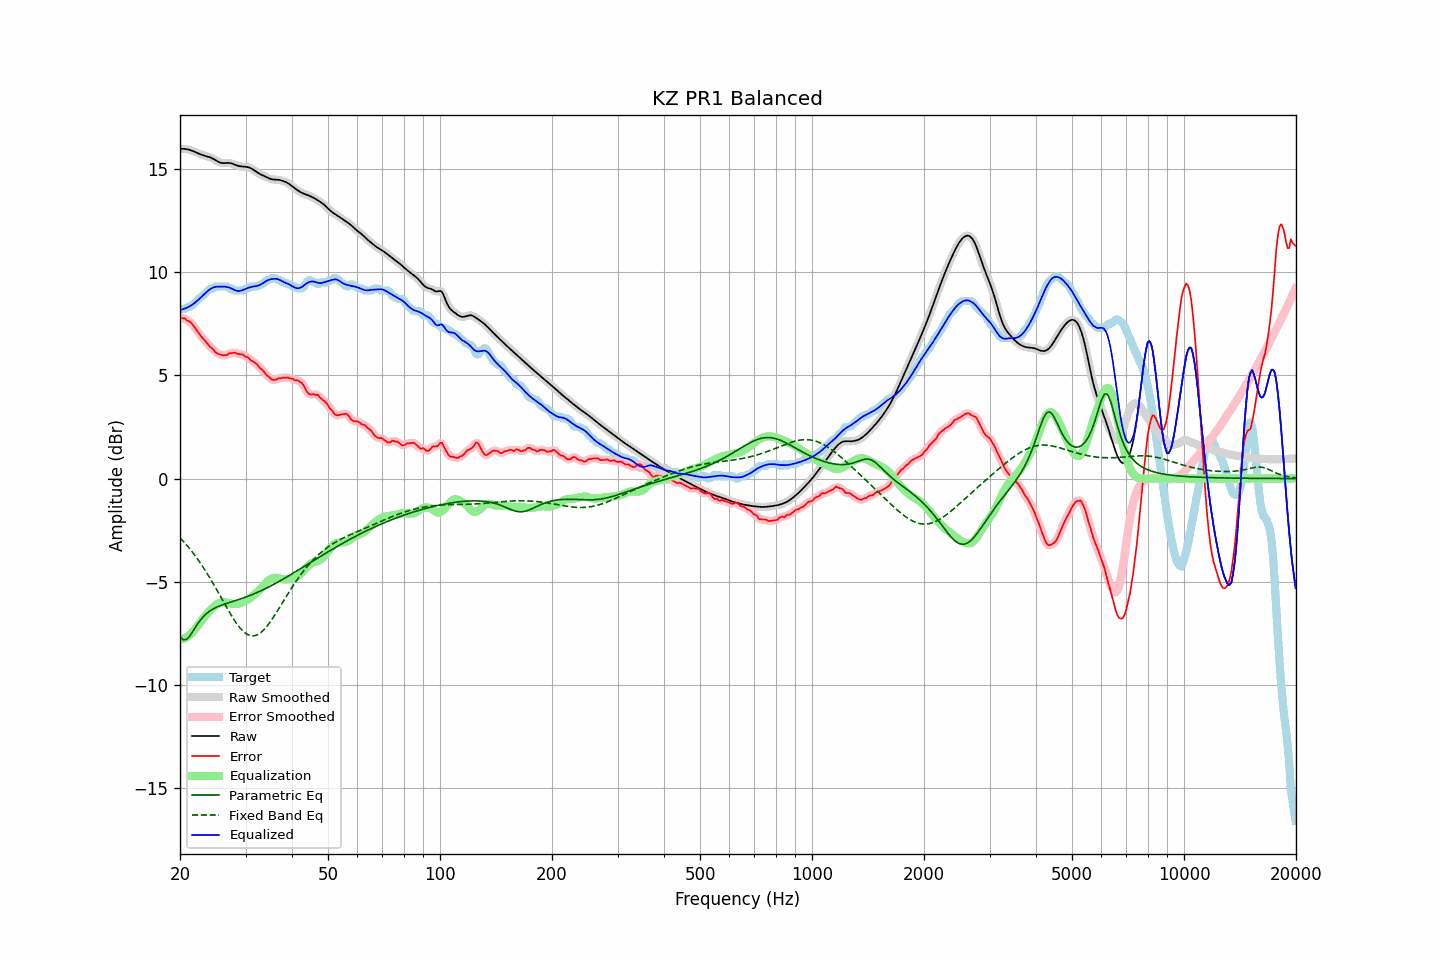 KZ PR1 Balanced
Amplitude (dBr)
15
10
5
0
−5
−10
−15
Target
Raw Smoothed
Error Smoothed
Raw
Error
Equalization
Parametric Eq
Fixed Band Eq
Equalized
20 50 100 200 500 1000 2000 5000 10000 20000
Frequency (Hz)